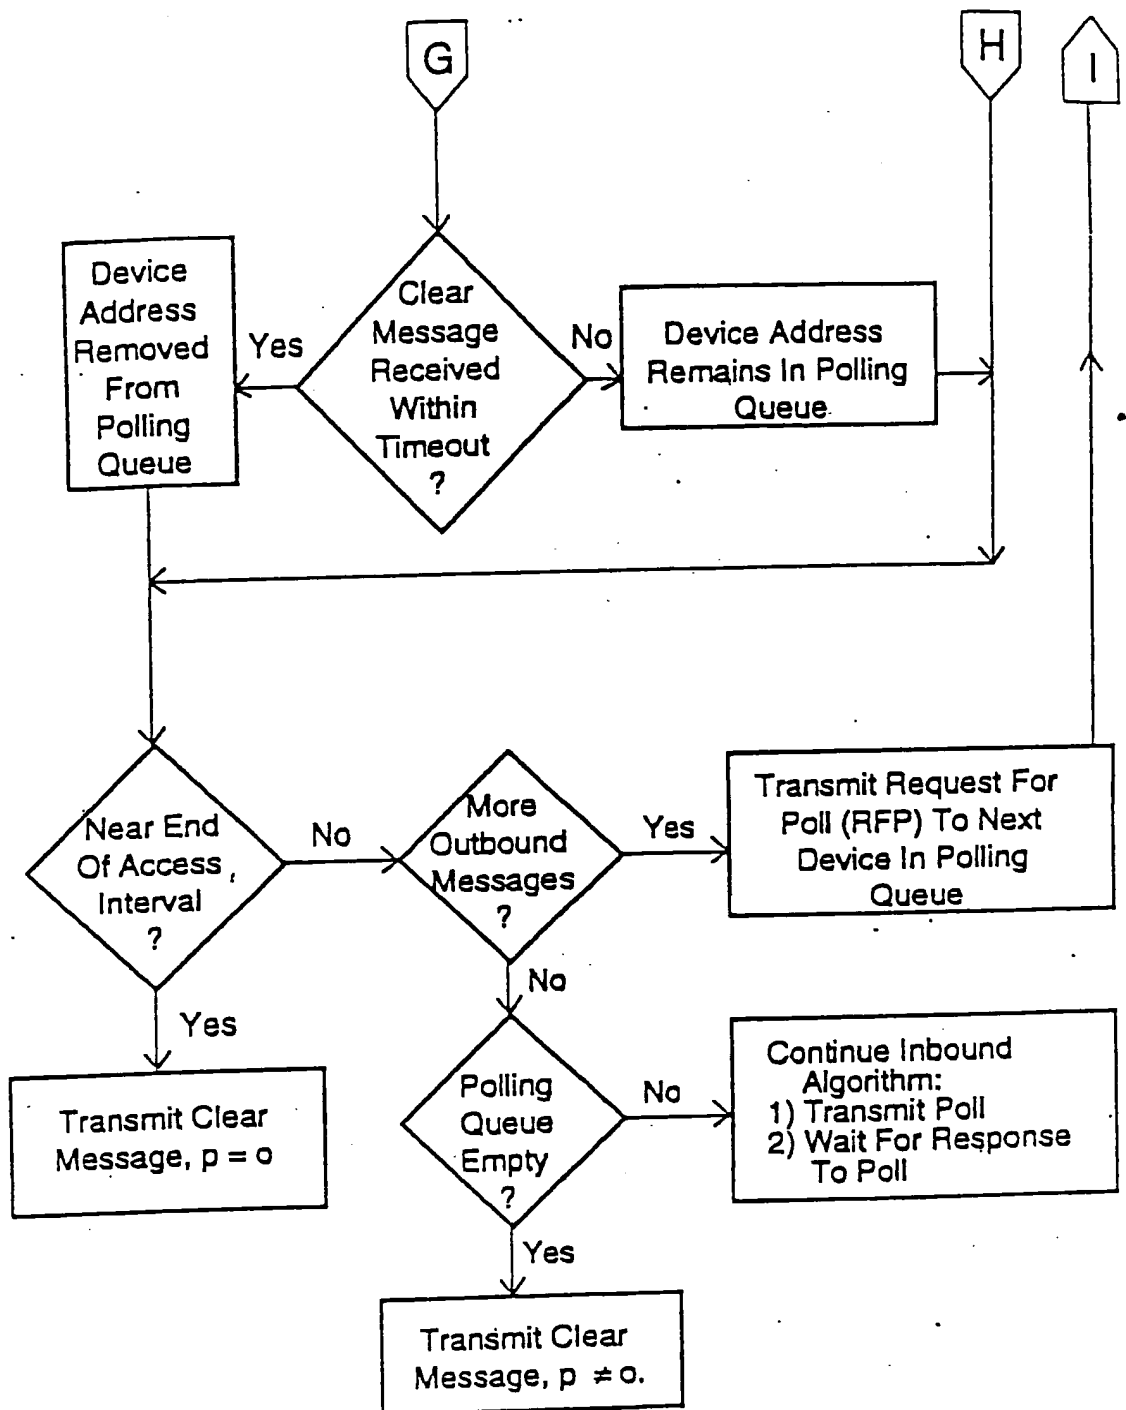 G
H
I
Device
Address
Removed
From
Polling
Queue
Yes
Clear
Message
Received
Within
Timeout
?
No
Device Address
Remains In Polling
Queue
Near End
Of Access
Interval
?
No
Yes
Transmit Clear
Message, p = o
More
Outbound
Messages
?
Yes
No
Transmit Request For
Poll (RFP) To Next
Device In Polling
Queue
Polling
Queue
Empty
?
No
Yes
Continue Inbound
Algorithm:
1) Transmit Poll
2) Wait For Response
To Poll
Transmit Clear
Message, p ≠ o.